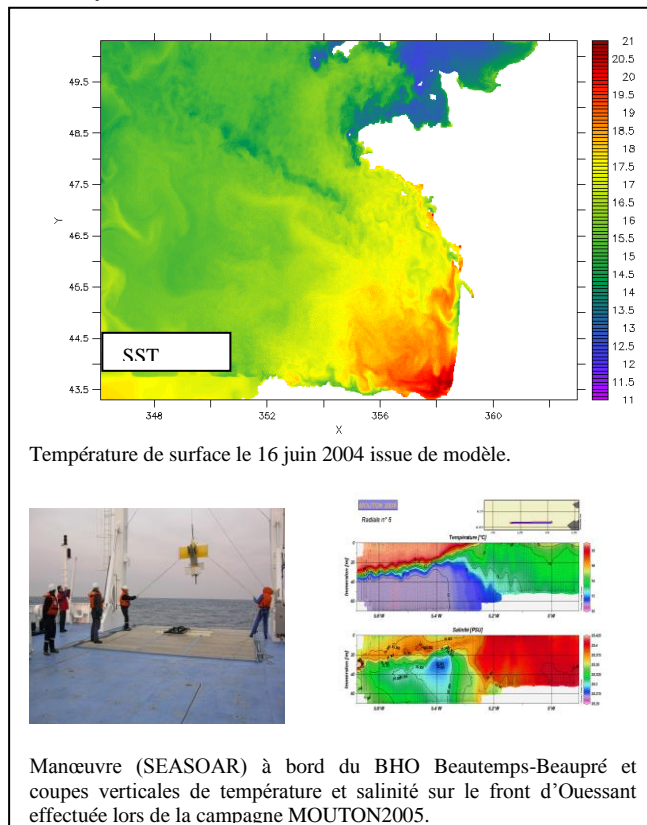 21
20.5
20
19.5
19
18.5
18
17.5
17
16.5
16
15.5
15
14.5
14
13.5
13
12.5
12
11.5
11
49.5
48.5
47.5
46.5
45.5
44.5
43.5
Y
SST
348
352
356
360
X
Température de surface le 16 juin 2004 issue de modèle.
MOUTON 2005
Radiale n° 5
Température [°C]
Immersion [m]
Salinité [PSU]
Immersion [m]
Manœuvre (SEASOAR) à bord du BHO Beautemps-Beaupré et
coupes verticales de température et salinité sur le front d'Ouessant
effectuée lors de la campagne MOUTON2005.